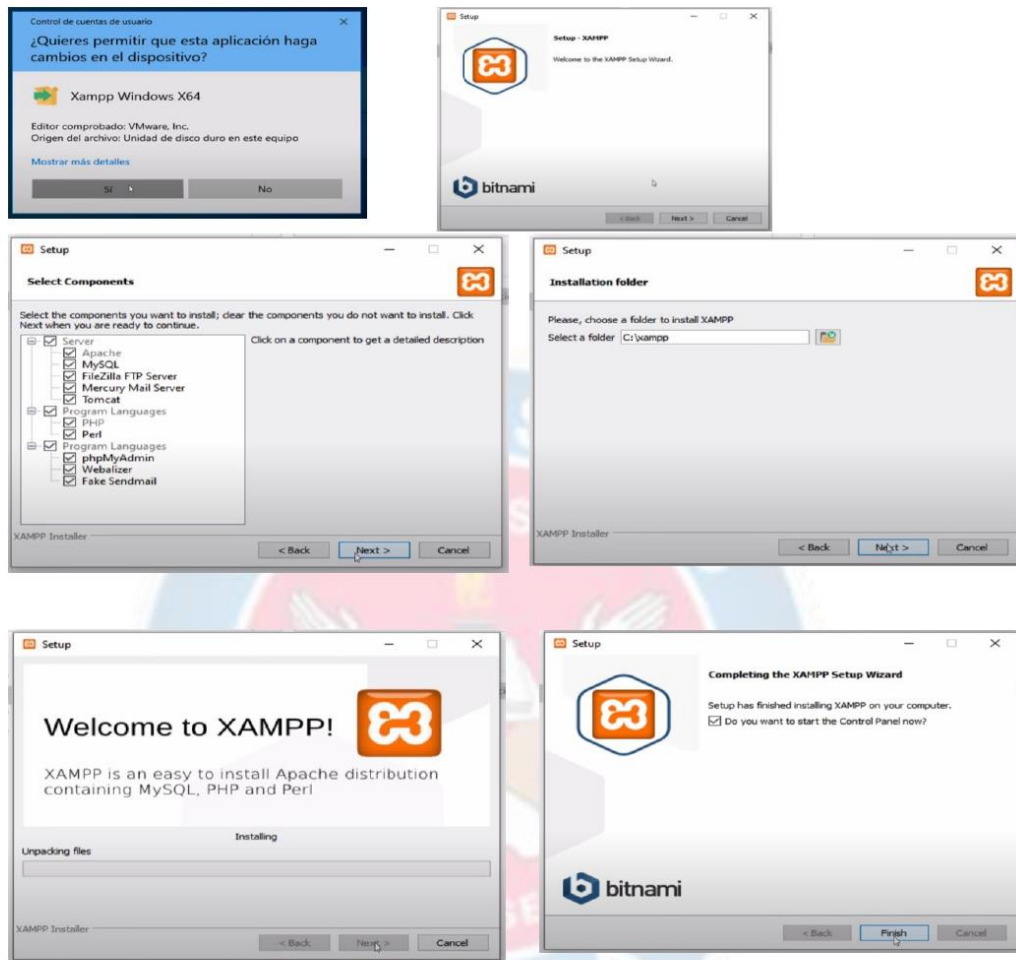 Control de cuentas de usuario
¿Quieres permitir que esta aplicación haga
cambios en el dispositivo?
Xampp Windows X64
Editor comprobado: VMware, Inc.
Origen del archivo: Unidad de disco duro en este equipo
Mostrar más detalles
Sí
No
Setup
Setup - XAMPP
Welcome to the XAMPP Setup Wizard.
bitnami
< Back
Next >
Cancel
Setup
Select Components
Select the components you want to install; clear the components you do not want to install. Click
Next when you are ready to continue.
Server
Apache
MySQL
FileZilla FTP Server
Mercury Mail Server
Tomcat
Program Languages
PHP
Perl
Program Languages
phpMyAdmin
Webalizer
Fake Sendmail
Click on a component to get a detailed description
XAMPP Installer
< Back
Next >
Cancel
Setup
Installation folder
Please, choose a folder to install XAMPP
Select a folder C:\xampp
XAMPP Installer
< Back
Next >
Cancel
Setup
Welcome to XAMPP!
XAMPP is an easy to install Apache distribution
containing MySQL, PHP and Perl
Installing
Unpacking files
XAMPP Installer
< Back
Next >
Cancel
Setup
Completing the XAMPP Setup Wizard
Setup has finished installing XAMPP on your computer.
Do you want to start the Control Panel now?
bitnami
< Back
Finish
Cancel